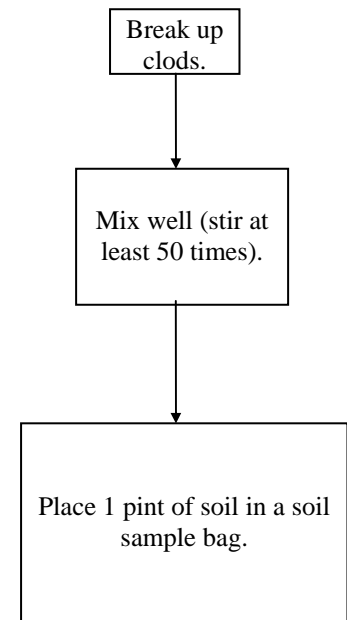 Break up
clods.
Mix well (stir at
least 50 times).
Place 1 pint of soil in a soil
sample bag.